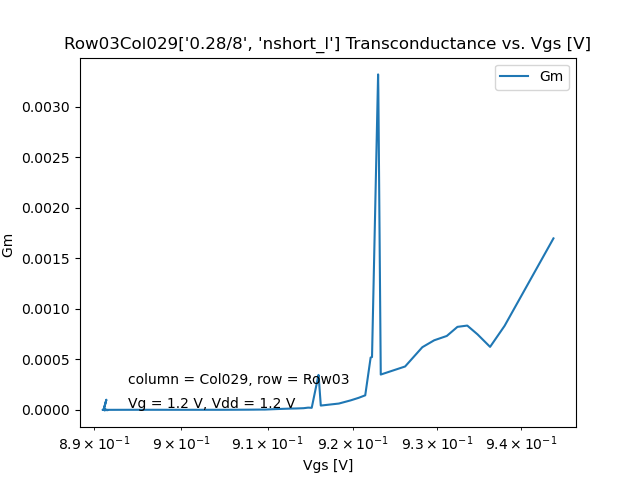 Row03Col029['0.28/8', 'nshort_l'] Transconductance vs. Vgs [V]
Gm
0.0030
0.0025
0.0020
0.0015
0.0010
0.0005
0.0000
Gm
column = Col029, row = Row03
Vg = 1.2 V, Vdd = 1.2 V
8.9 × 10⁻¹ 9 × 10⁻¹ 9.1 × 10⁻¹ 9.2 × 10⁻¹ 9.3 × 10⁻¹ 9.4 × 10⁻¹
Vgs [V]